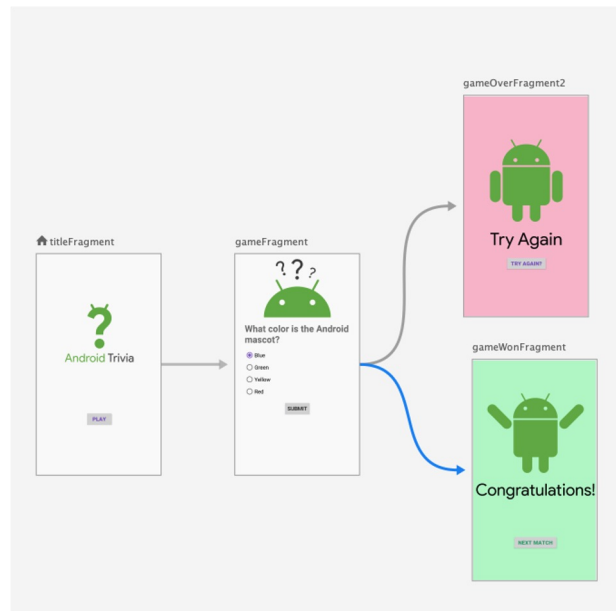 gameOverFragment2
Try Again
TRY AGAIN?
titleFragment
Android Trivia
PLAY
gameFragment
???
What color is the Android
mascot?
Blue
Green
Yellow
Red
SUBMIT
gameWonFragment
Congratulations!
NEXT MATCH